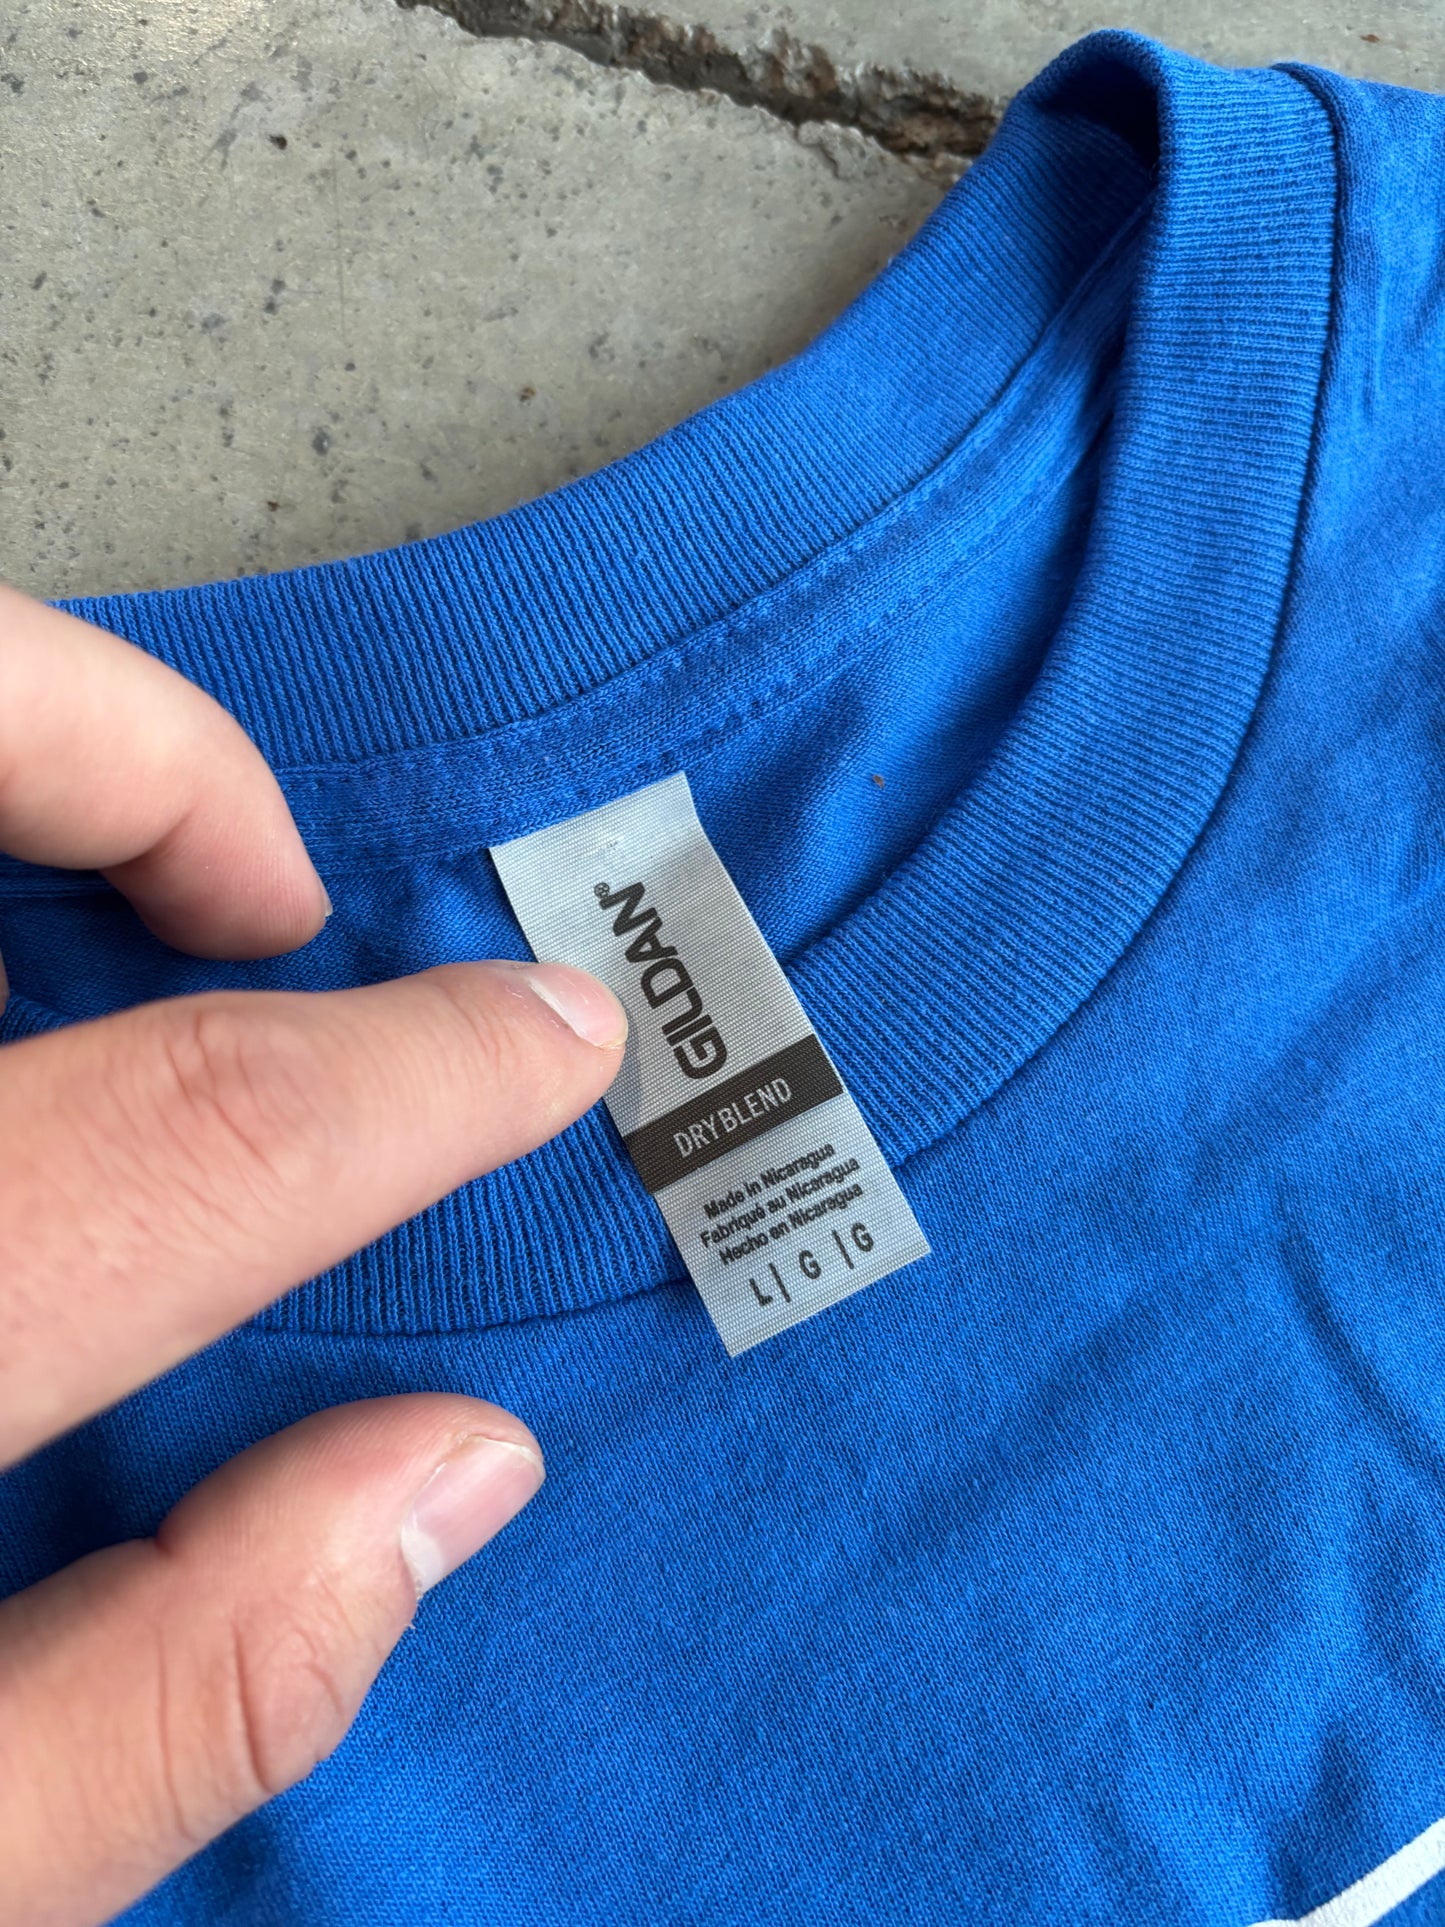 GILDAN®
DRYBLEND
Made in Nicaragua
Fabriqué au Nicaragua
Hecho en Nicaragua
L | G | G